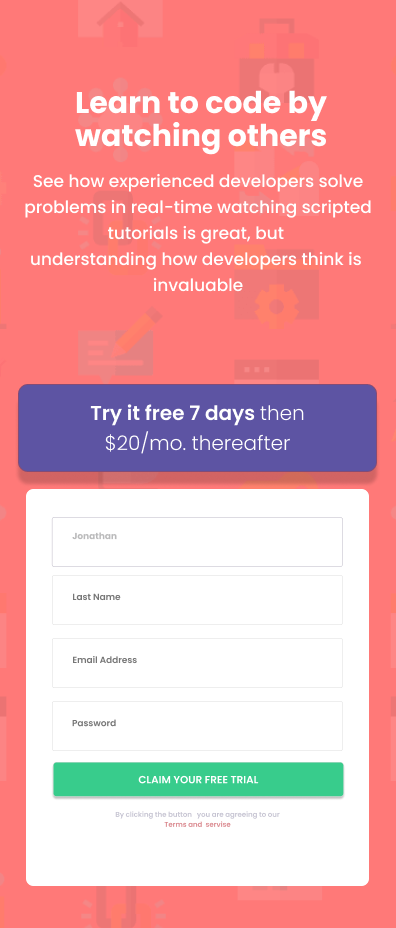 Learn to code by
watching others
See how experienced developers solve
problems in real-time watching scripted
tutorials is great, but
understanding how developers think is
invaluable
Try it free 7 days then
$20/mo. thereafter
Jonathan
Last Name
Email Address
Password
CLAIM YOUR FREE TRIAL
By clicking the button , you are agreeing to our
Terms and servise